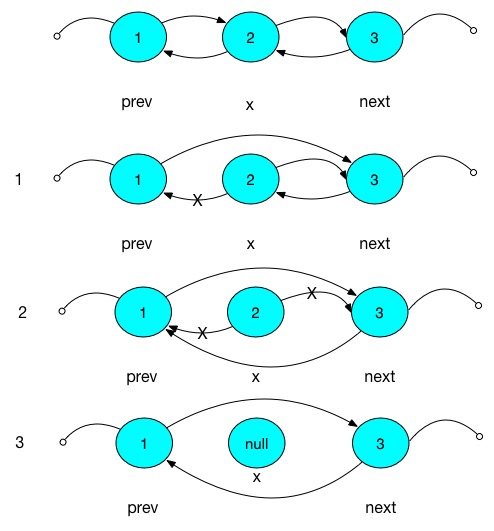 1 2 3
prev x next
1 1 2 3
X
prev x next
X
2 1 2 3
X
prev x next
3 1 null 3
x
prev next